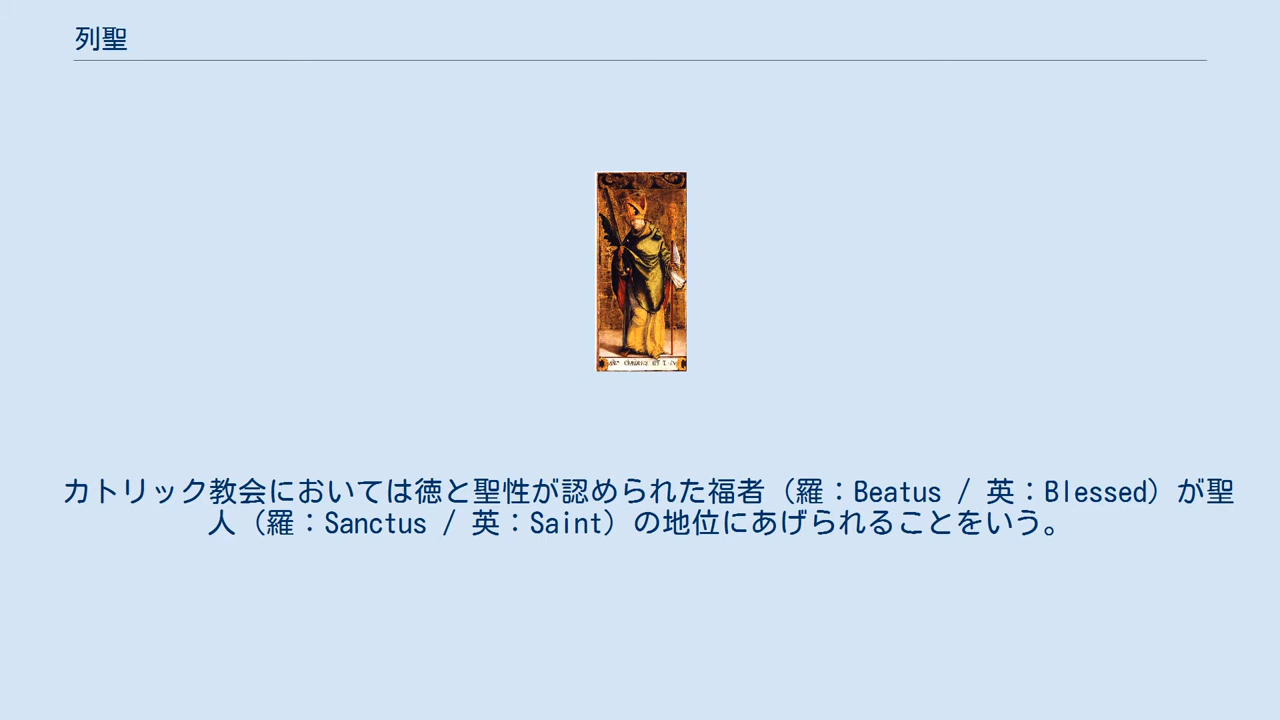 列聖
カトリック教会においては徳と聖性が認められた福者（羅：Beatus / 英：Blessed）が聖
人（羅：Sanctus / 英：Saint）の地位にあげられることをいう。